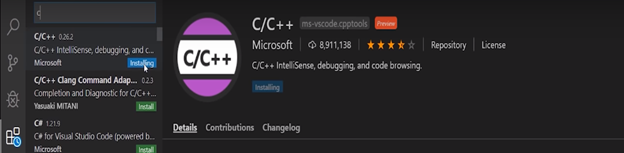 c
C/C++ 0.26.2
C/C++ IntelliSense, debugging, and c...
Microsoft Installing
C/C++ Clang Command Adap... 0.2.3
Completion and Diagnostic for C/C++...
Yasuaki MITANI Install
C# 1.21.9
C# for Visual Studio Code (powered b...
Microsoft Install
C/C++
C/C++ ms-vscode.cpptools Preview
Microsoft 8,911,138 Repository License
C/C++ IntelliSense, debugging, and code browsing.
Installing
Details Contributions Changelog